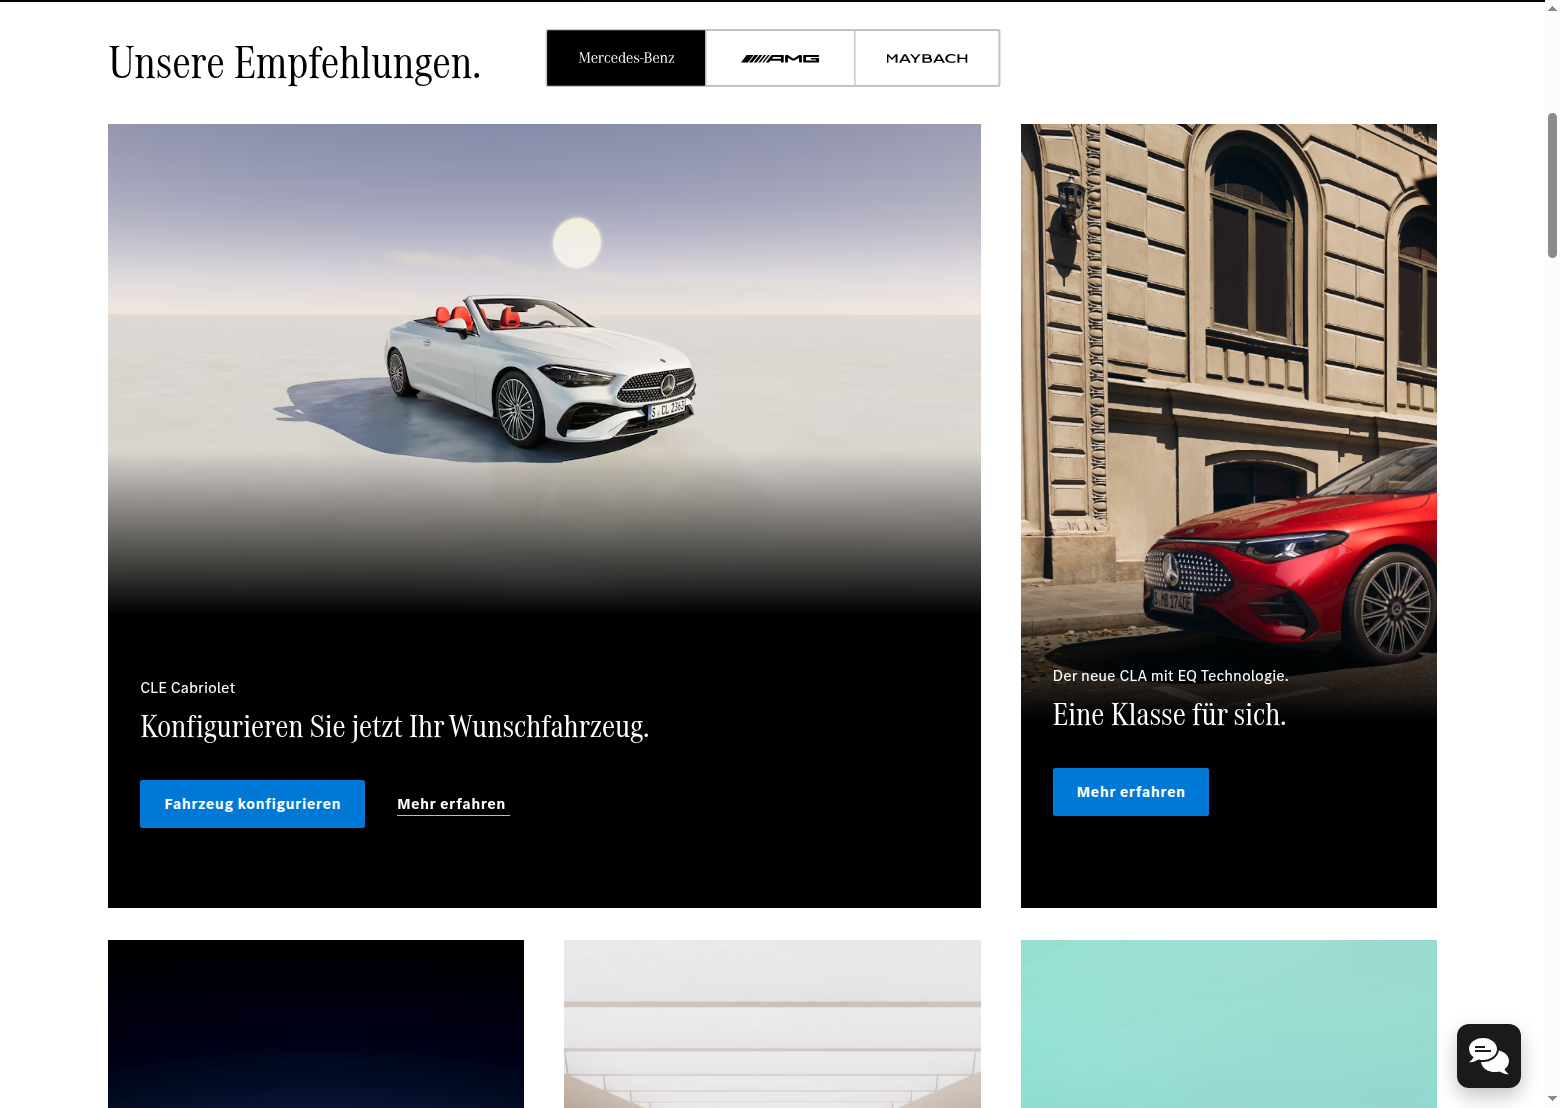 Unsere Empfehlungen.
Mercedes-Benz
AMG
MAYBACH
S CL 2363
S MB 1740E
CLE Cabriolet
Konfigurieren Sie jetzt Ihr Wunschfahrzeug.
Fahrzeug konfigurieren
Mehr erfahren
Der neue CLA mit EQ Technologie.
Eine Klasse für sich.
Mehr erfahren